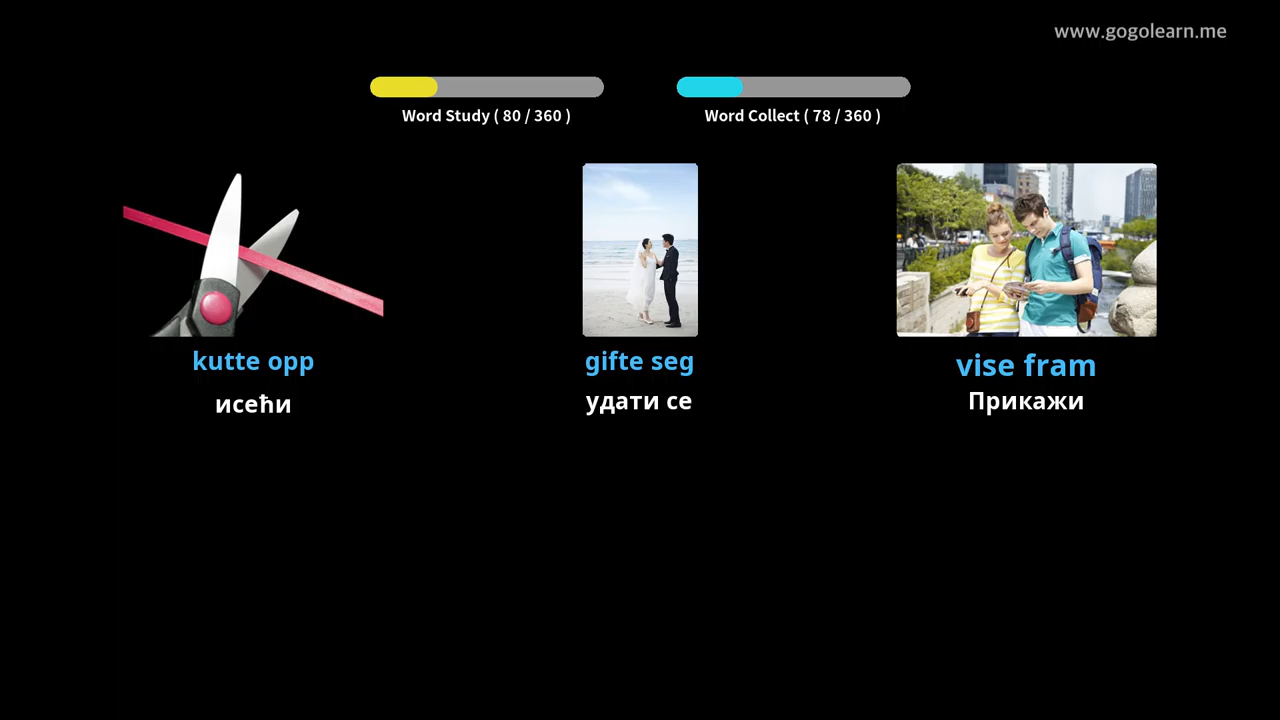 www.gogolearn.me
Word Study ( 80 / 360 )
Word Collect ( 78 / 360 )
kutte opp
gifte seg
vise fram
исећи
удати се
Прикажи